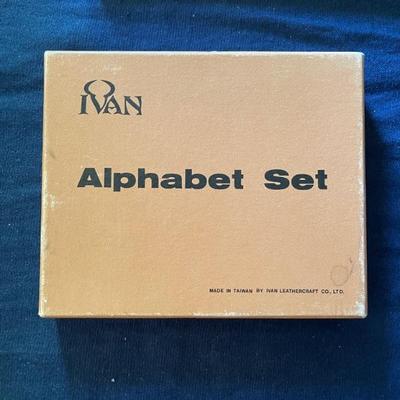 IVAN
Alphabet Set
MADE IN TAIWAN BY IVAN LEATHERCRAFT CO., LTD.